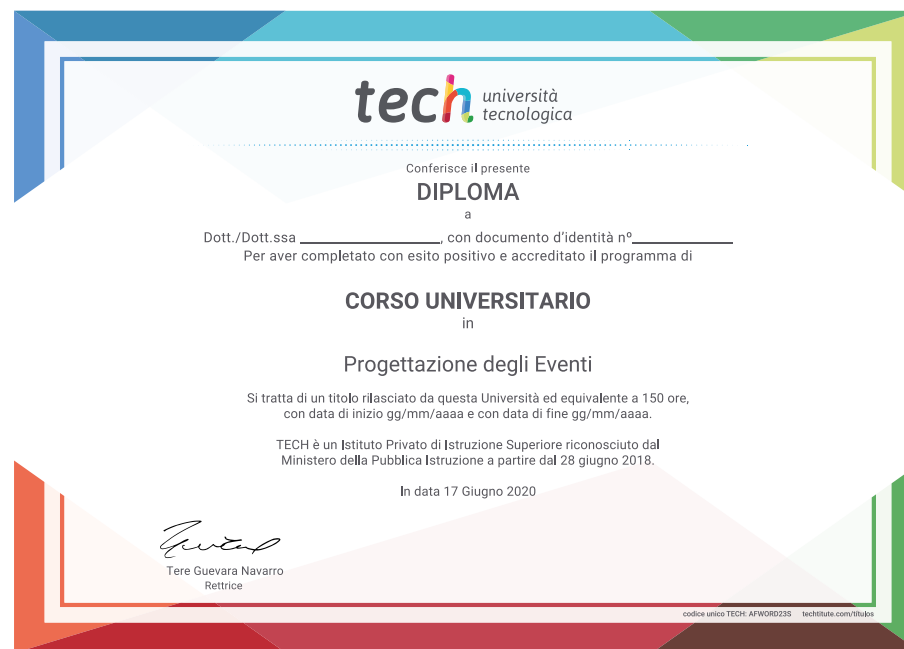 tech università
tecnologica
Conferisce il presente
DIPLOMA
a
Dott./Dott.ssa ____________________, con documento d'identità nº______________
Per aver completato con esito positivo e accreditato il programma di
CORSO UNIVERSITARIO
in
Progettazione degli Eventi
Si tratta di un titolo rilasciato da questa Università ed equivalente a 150 ore,
con data di inizio gg/mm/aaaa e con data di fine gg/mm/aaaa.
TECH è un Istituto Privato di Istruzione Superiore riconosciuto dal
Ministero della Pubblica Istruzione a partire dal 28 giugno 2018.
In data 17 Giugno 2020
Tere Guevara Navarro
Rettrice
codice unico TECH: AFWORD23S techtitute.com/títulos